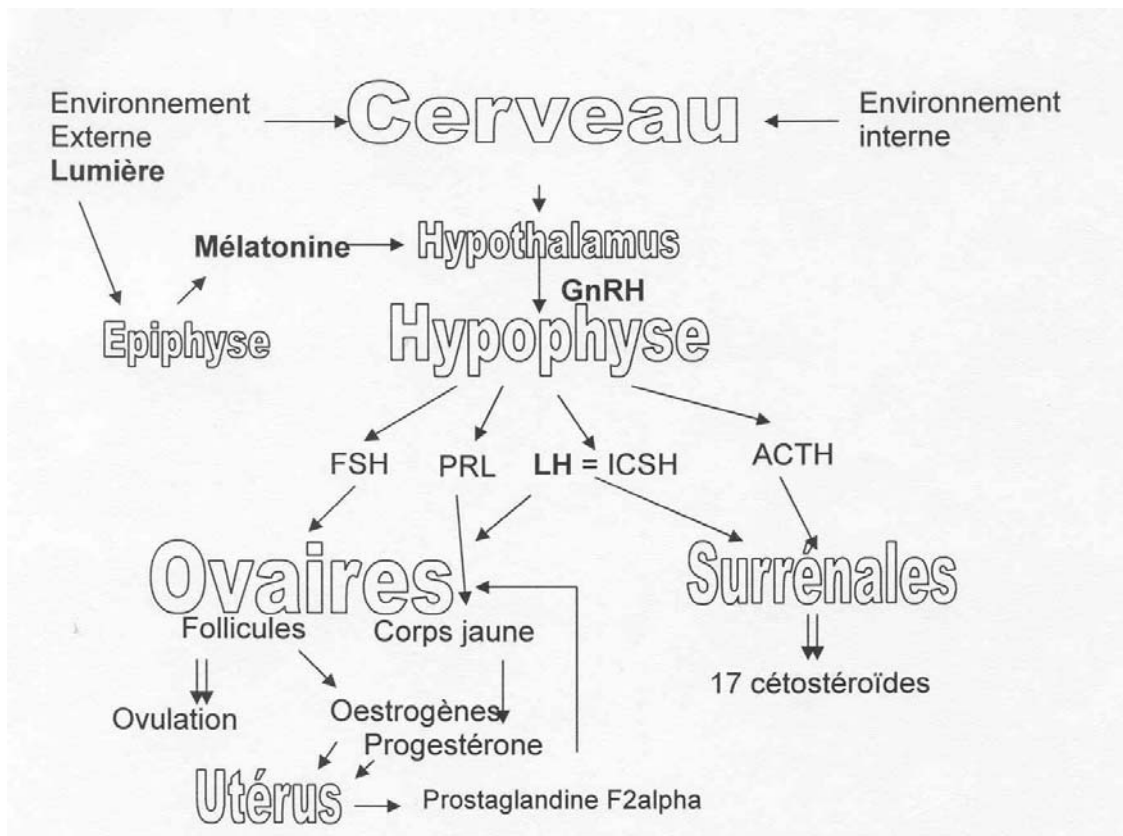 Environnement
Externe
Lumière
Cerveau
Environnement
interne
Mélatonine
Hypothalamus
GnRH
Epiphyse
Hypophyse
FSH
PRL
LH = ICSH
ACTH
Ovaires
Surrénales
Follicules
Corps jaune
17 cétostéroïdes
Ovulation
Oestrogènes
Progestérone
Utérus
Prostaglandine F2alpha